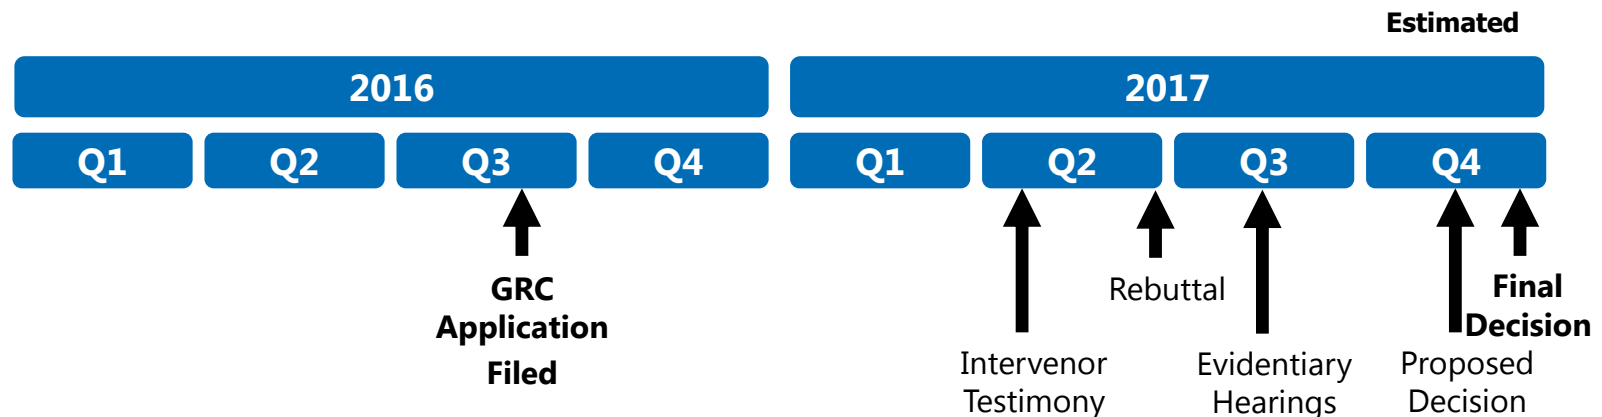 Estimated
2016
2017
Q1
Q2
Q3
Q4
Q1
Q2
Q3
Q4
GRC
Application
Filed
Intervenor
Testimony
Rebuttal
Evidentiary
Hearings
Proposed
Decision
Final
Decision